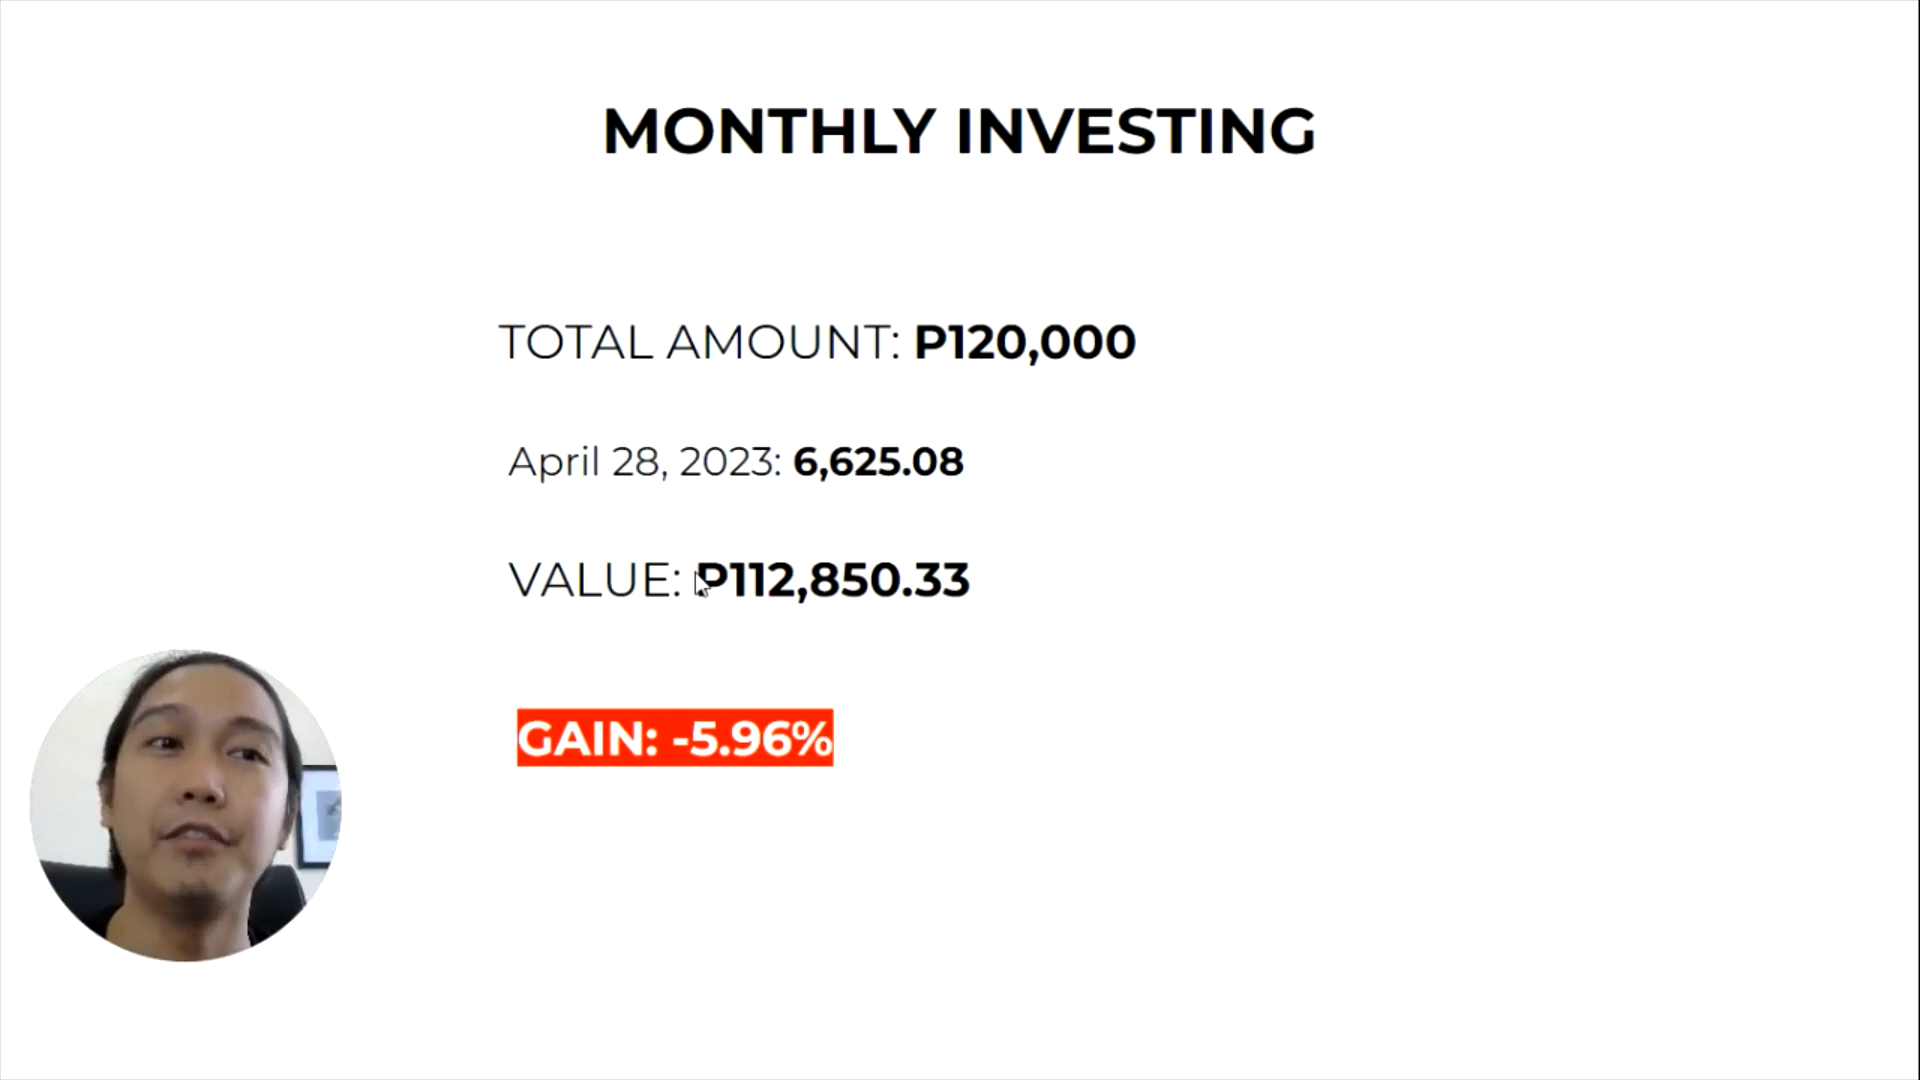 MONTHLY INVESTING
TOTAL AMOUNT: P120,000
April 28, 2023: 6,625.08
VALUE: P112,850.33
GAIN: -5.96%